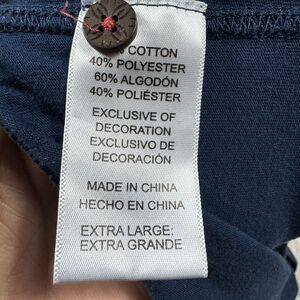 % COTTON
40% POLYESTER
60% ALGODÓN
40% POLIÉSTER
EXCLUSIVE OF
DECORATION
EXCLUSIVO DE
DECORACIÓN
MADE IN CHINA
HECHO EN CHINA
EXTRA LARGE:
EXTRA GRANDE